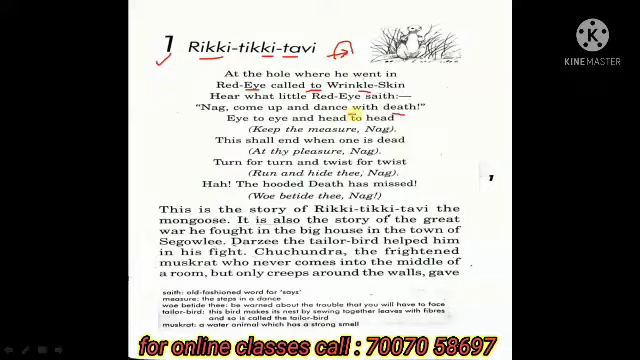 1 Rikki-tikki-tavi
KINEMASTER
At the hole where he went in
Red-Eye called to Wrinkle-Skin
Hear what little Red-Eye saith:—
"Nag, come up and dance with death!"
Eye to eye and head to head
(Keep the measure, Nag).
This shall end when one is dead
(At thy pleasure, Nag).
Turn for turn and twist for twist
(Run and hide thee, Nag).
Hah! The hooded Death has missed!
(Woe betide thee, Nag!)
1
This is the story of Rikki-tikki-tavi the
mongoose. It is also the story of the great
war he fought in the big house in the town of
Segowlee. Darzee the tailor-bird helped him in
his fight. Chuchundra, the frightened
muskrat who never comes into the middle of
a room, but only creeps around the walls, gave
saith: old-fashioned word for 'says'
measure: the steps in a dance
woe betide thee: be warned about the trouble that you will have to face
tailor-bird: this bird makes its nest by sewing together leaves with fibres
and so is called the tailor-bird
muskrat: a water animal which has a strong smell
for online classes call : 70070 58697